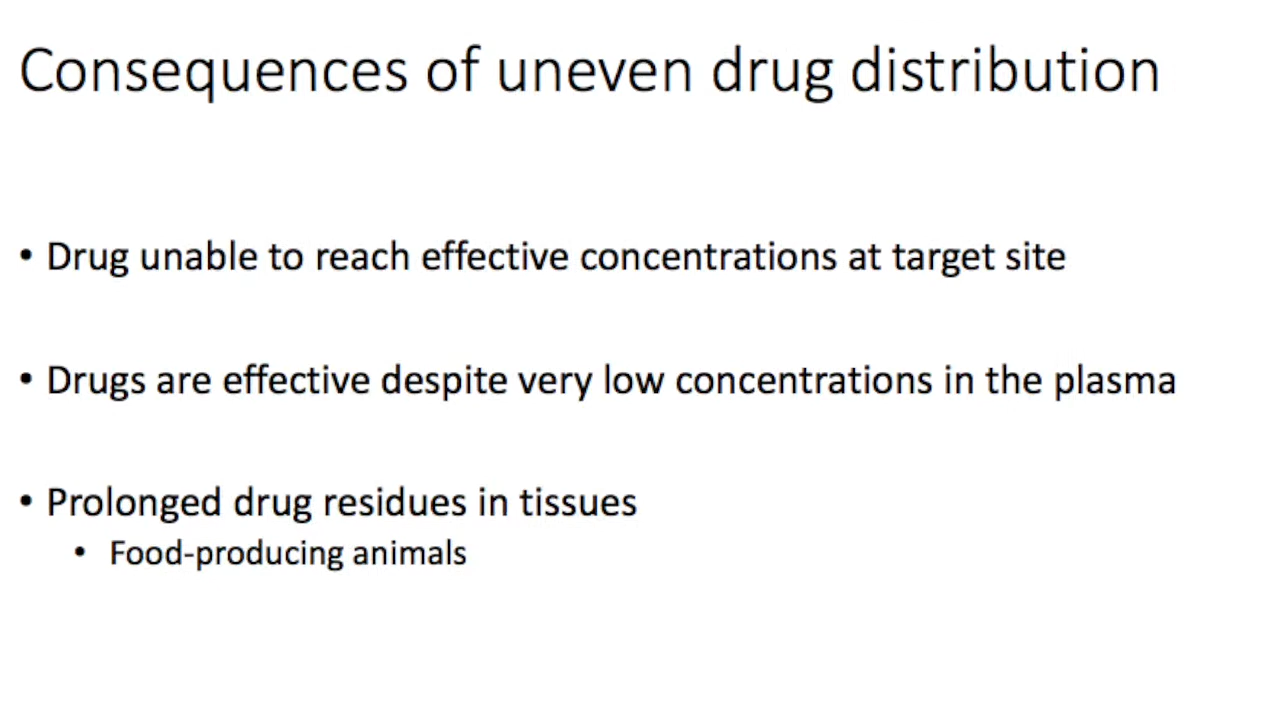 Consequences of uneven drug distribution
• Drug unable to reach effective concentrations at target site
• Drugs are effective despite very low concentrations in the plasma
• Prolonged drug residues in tissues
• Food-producing animals